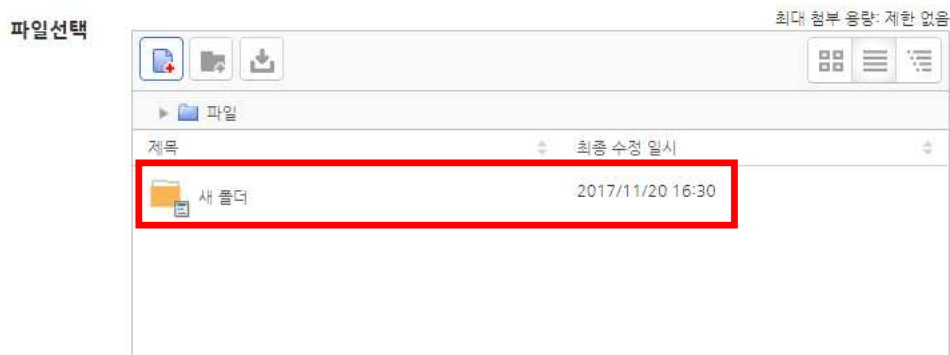 최대 첨부 용량: 제한 없음
파일선택
파일
제목 최종 수정 일시
새 폴더 2017/11/20 16:30